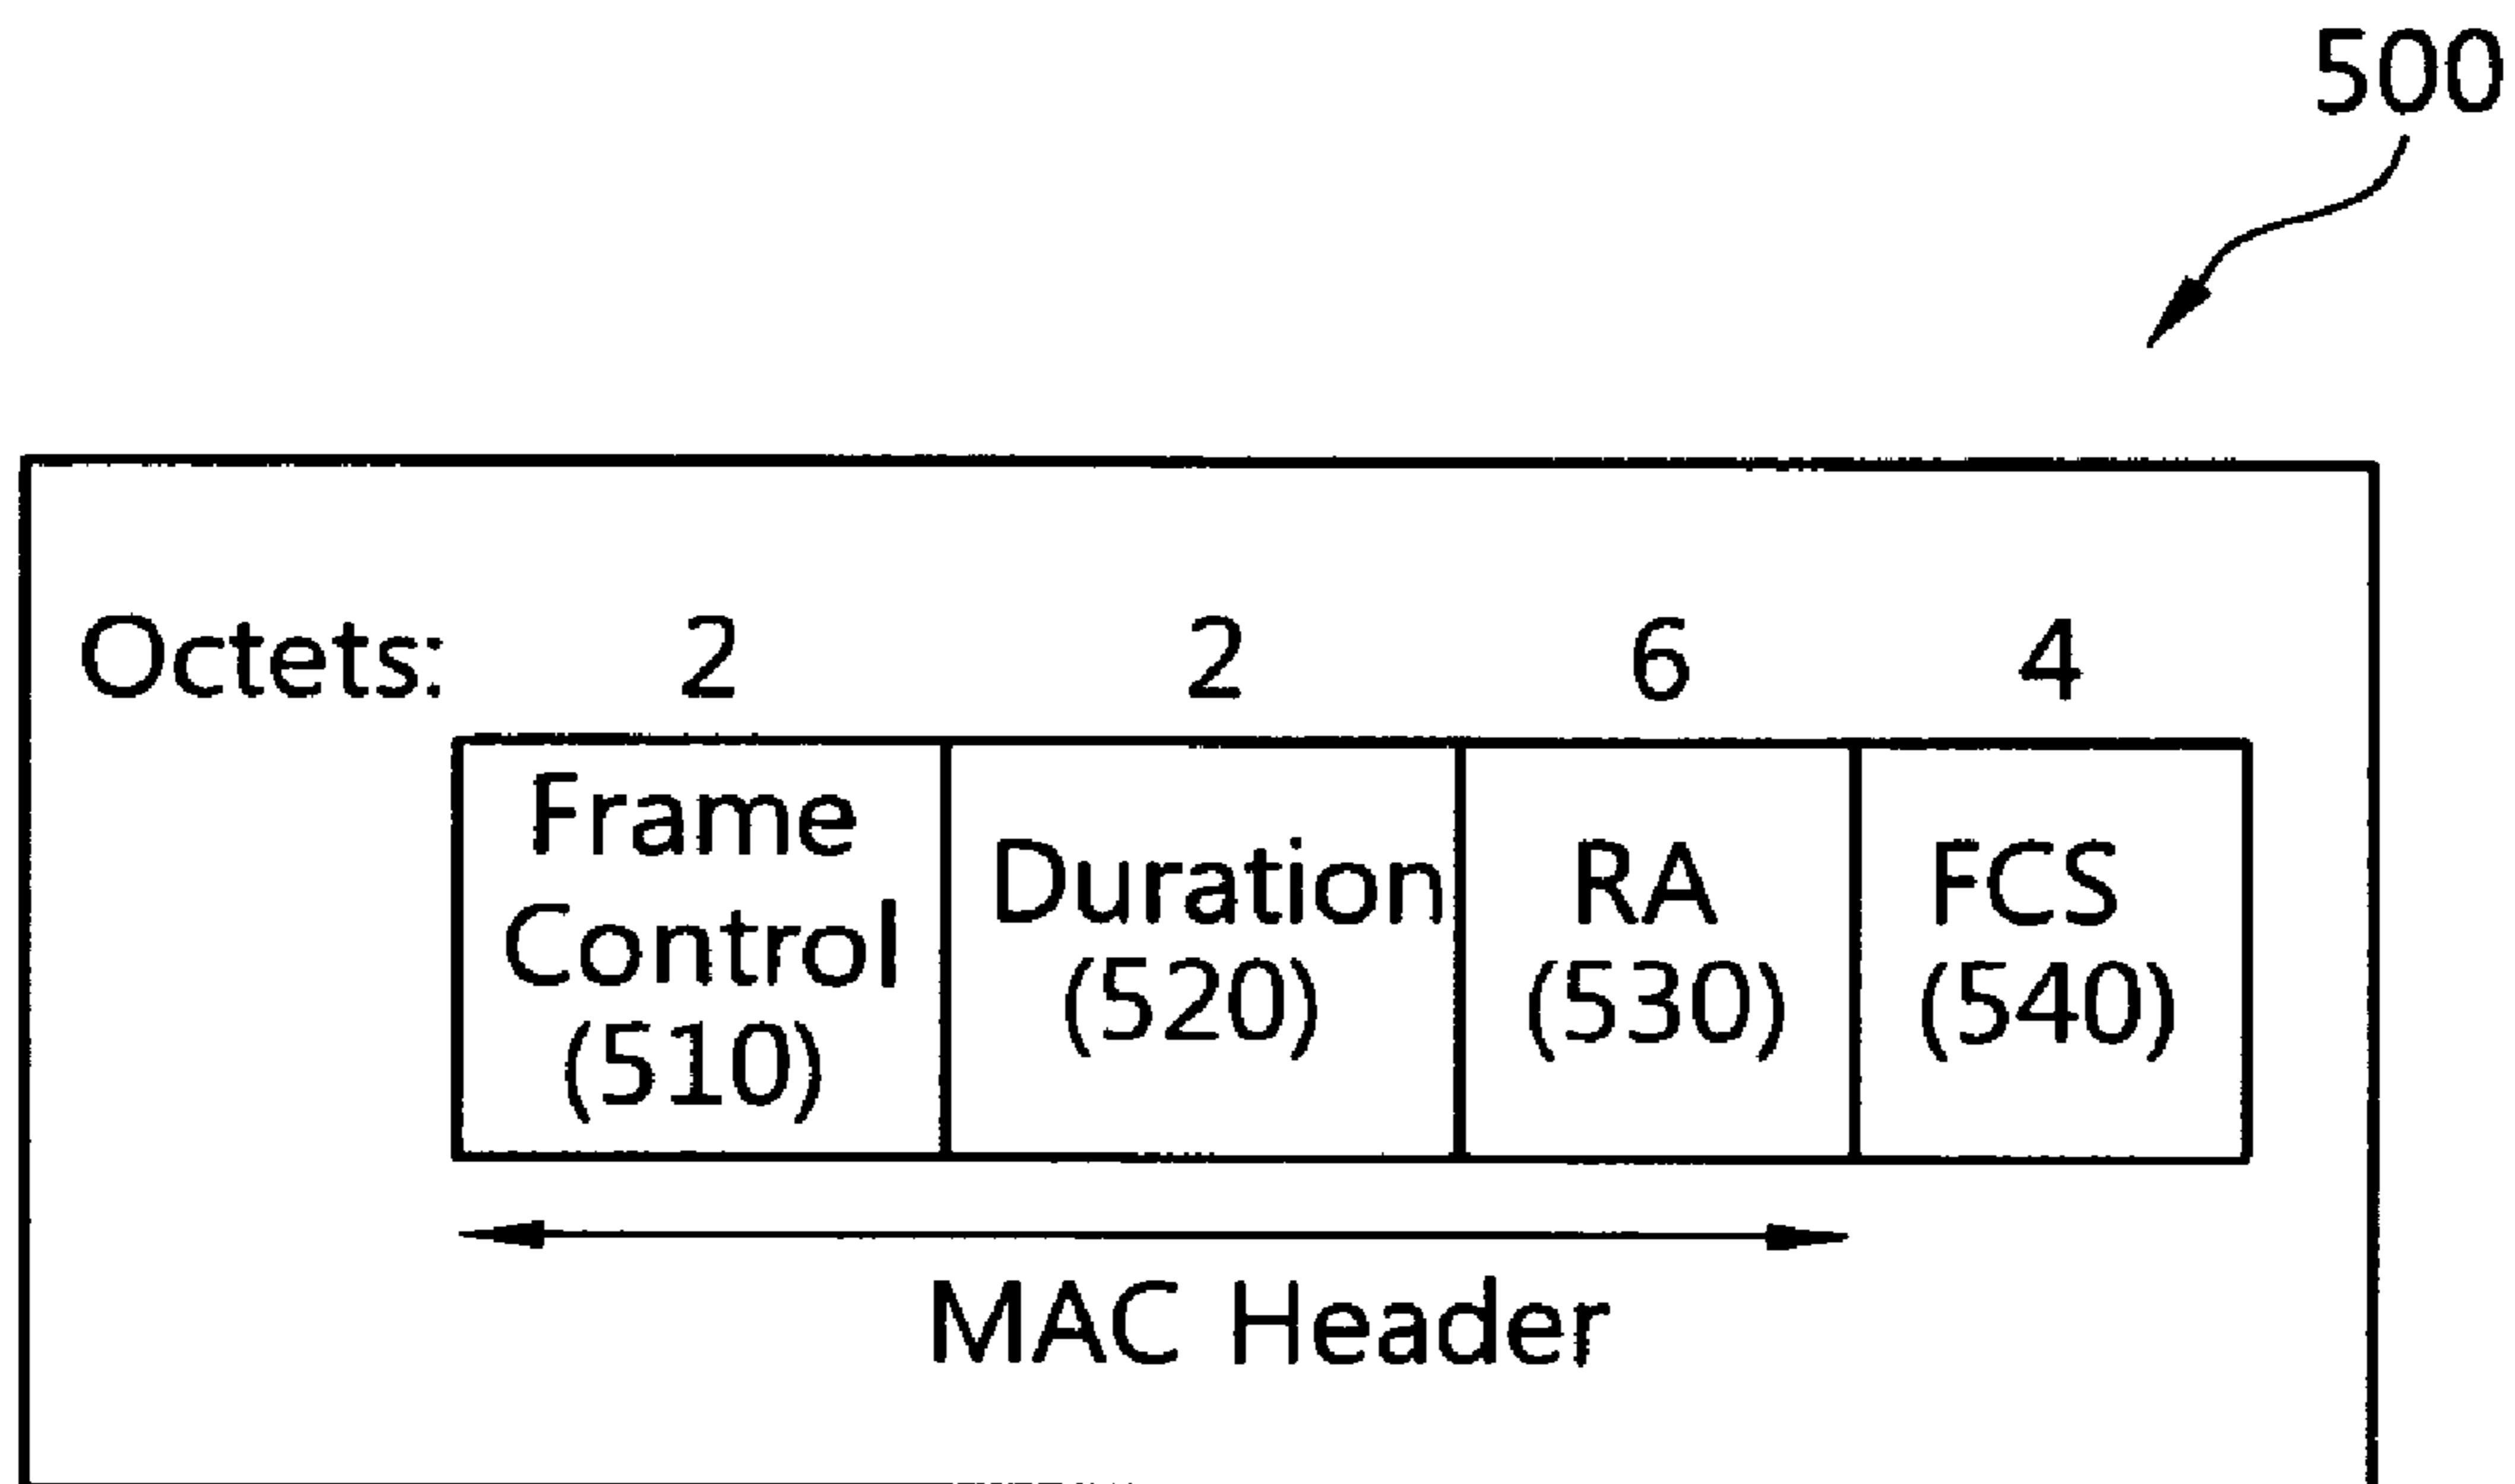 500
Octets: 2 2 6 4
Frame
Control
(510)
Duration
(520)
RA
(530)
FCS
(540)
MAC Header